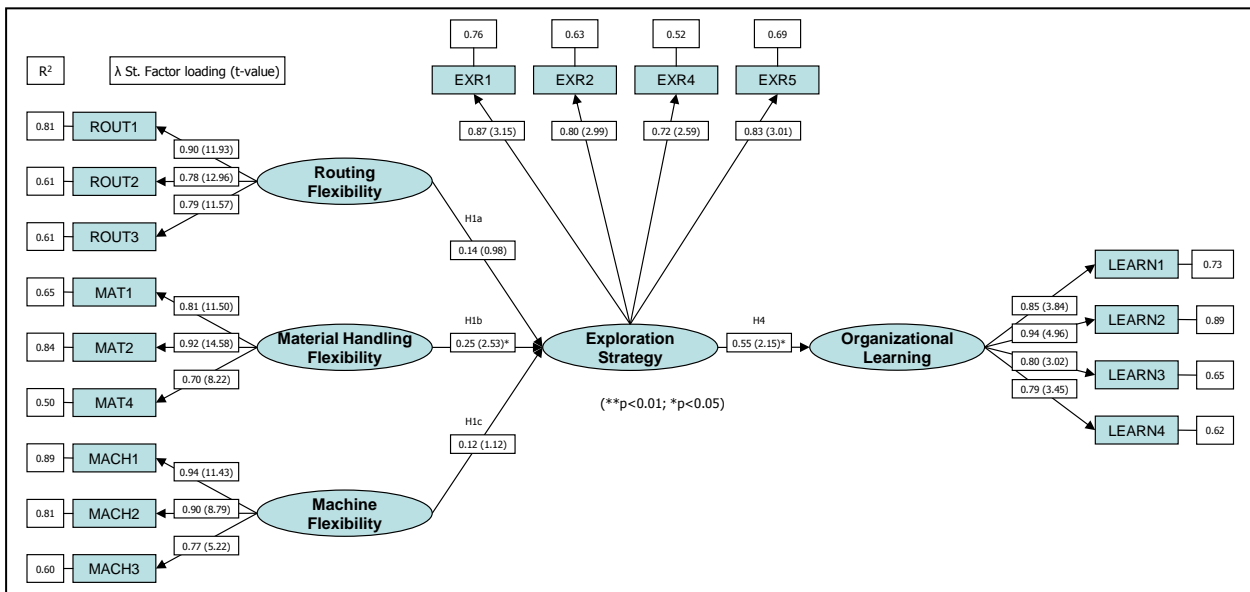 0.76
0.63
0.52
0.69
R²
λ St. Factor loading (t-value)
EXR1
EXR2
EXR4
EXR5
0.81
ROUT1
0.87 (3.15)
0.80 (2.99)
0.72 (2.59)
0.83 (3.01)
0.90 (11.93)
0.61
ROUT2
0.78 (12.96)
Routing
Flexibility
0.79 (11.57)
0.61
ROUT3
H1a
0.14 (0.98)
0.65
MAT1
0.81 (11.50)
0.84
MAT2
0.92 (14.58)
Material Handling
Flexibility
H1b
0.25 (2.53)*
Exploration
Strategy
H4
0.55 (2.15)*
Organizational
Learning
0.70 (8.22)
0.50
MAT4
LEARN1
0.73
0.85 (3.84)
LEARN2
0.89
0.94 (4.96)
0.80 (3.02)
LEARN3
0.65
0.79 (3.45)
LEARN4
0.62
(**p<0.01; *p<0.05)
H1c
0.12 (1.12)
0.89
MACH1
0.94 (11.43)
0.81
MACH2
0.90 (8.79)
Machine
Flexibility
0.77 (5.22)
0.60
MACH3